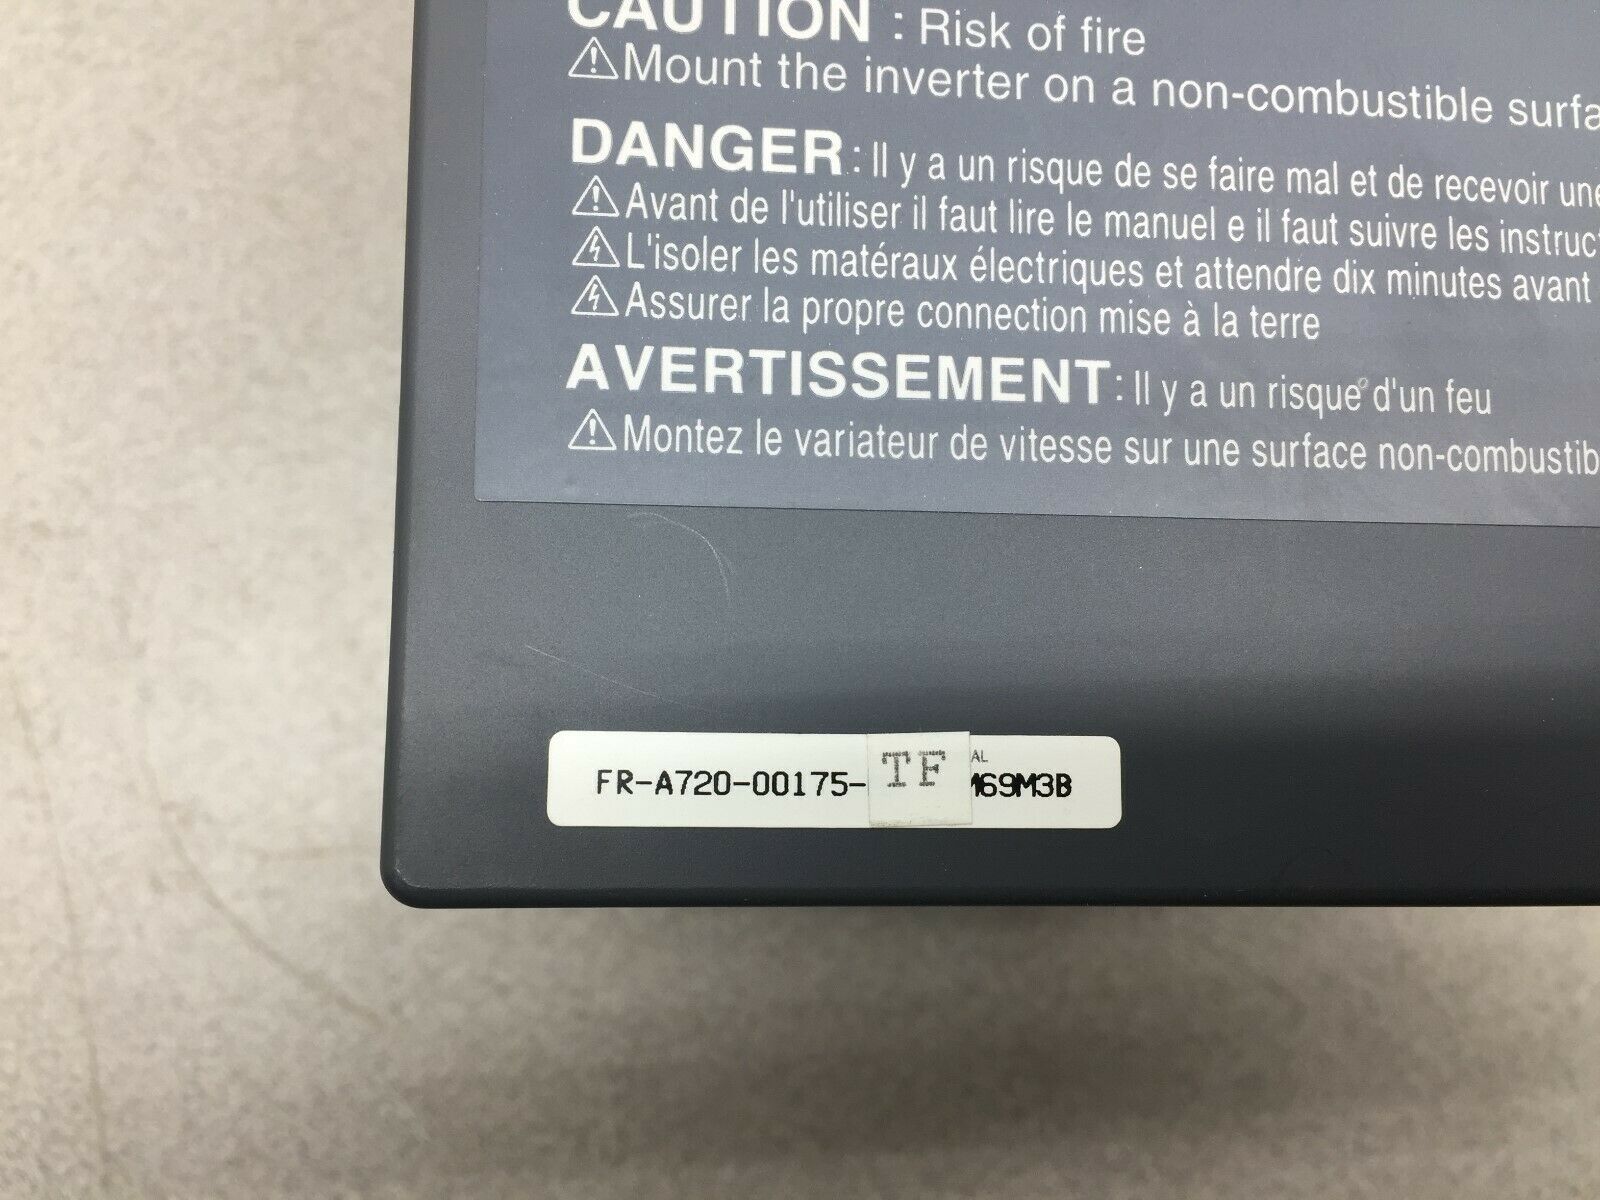 CAUTION : Risk of fire
Mount the inverter on a non-combustible
DANGER : Il y a un risque de se faire mal et de recevoir
Avant de l'utiliser il faut lire le manuel e il faut suivre les
L'isoler les matéraux électriques et attendre dix minutes avant
Assurer la propre connection mise à la terre
AVERTISSEMENT : Il y a un risque d'un feu
Montez le variateur de vitesse sur une surface
FR-A720-00175- TF M69M3B